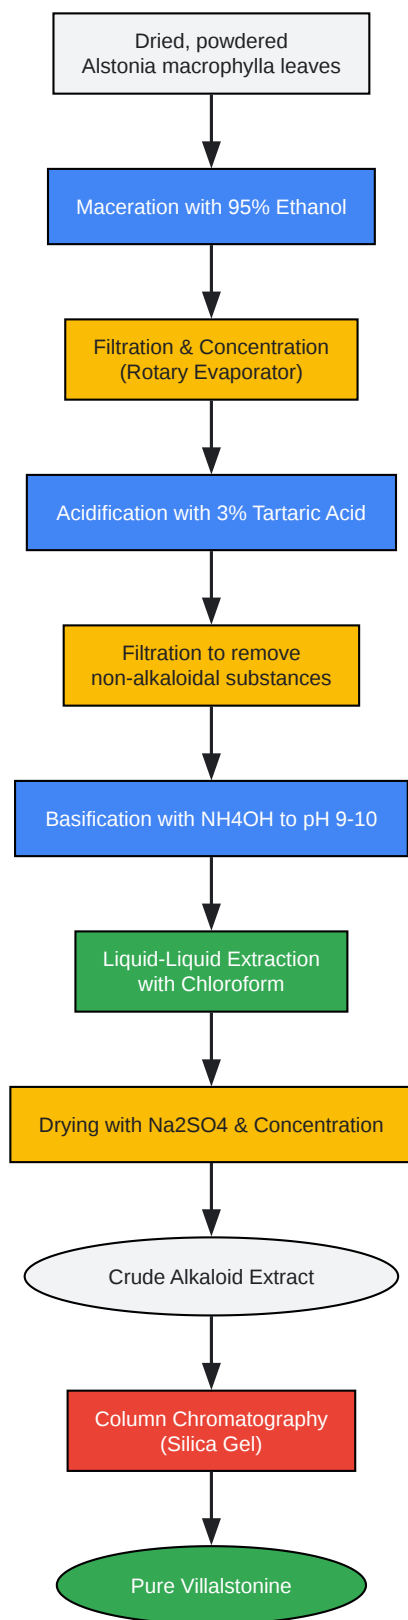 Dried, powdered
Alstonia macrophylla leaves
Maceration with 95% Ethanol
Filtration & Concentration
(Rotary Evaporator)
Acidification with 3% Tartaric Acid
Filtration to remove
non-alkaloidal substances
Basification with NH4OH to pH 9-10
Liquid-Liquid Extraction
with Chloroform
Drying with Na2SO4 & Concentration
Crude Alkaloid Extract
Column Chromatography
(Silica Gel)
Pure Villalstonine